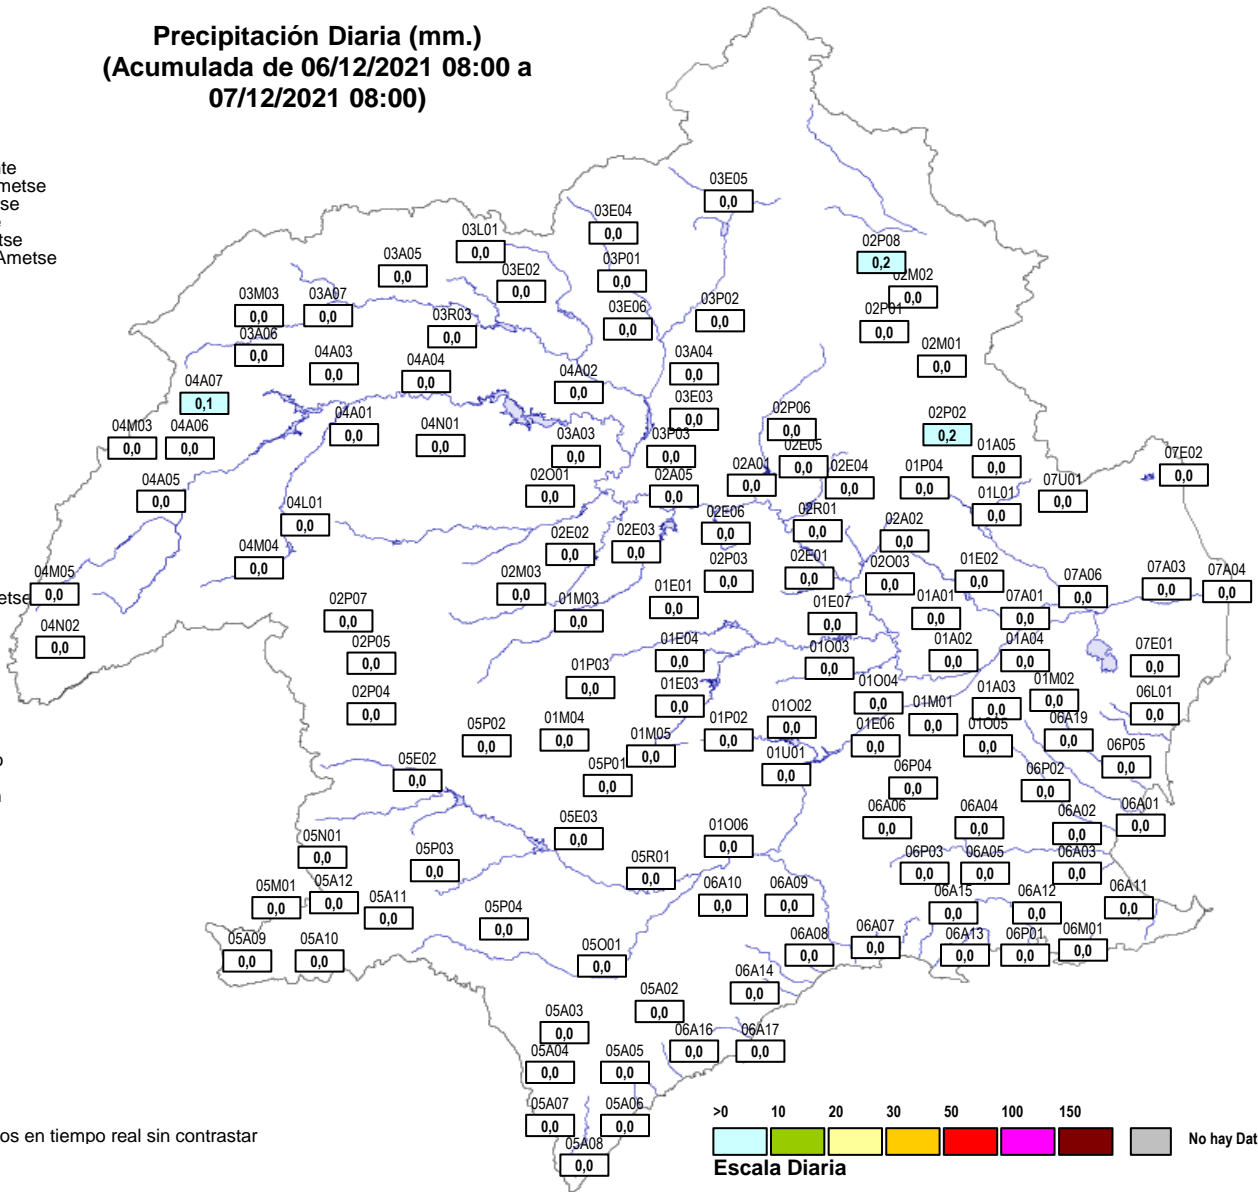 Precipitación Diaria (mm.)
(Acumulada de 06/12/2021 08:00 a
07/12/2021 08:00)
te
metse
se
tse
Ametse
03E05
0,0
03E04
0,0
03L01
0,0
03A05
0,0
03E02
0,0
03P01
0,0
02P08
0,2
02M02
0,0
03M03
0,0
03A07
0,0
03R03
0,0
03E06
0,0
03P02
0,0
02P01
0,0
03A06
0,0
04A03
0,0
04A04
0,0
04A02
0,0
03A04
0,0
02M01
0,0
04A07
0,1
03E03
0,0
04M03
0,0
04A06
0,0
04A01
0,0
04N01
0,0
03A03
0,0
03P03
0,0
02P06
0,0
02P02
0,2
02E05
0,0
01A05
0,0
07E02
0,0
04A05
0,0
02O01
0,0
02A05
0,0
02A01
0,0
02E04
0,0
01P04
0,0
07U01
0,0
01L01
0,0
04L01
0,0
02E06
0,0
02R01
0,0
02A02
0,0
04M04
0,0
02E02
0,0
02E03
0,0
04M05
0,0
etse
02M03
0,0
02P03
0,0
02E01
0,0
02O03
0,0
01E02
0,0
07A06
0,0
07A03
0,0
07A04
0,0
02P07
0,0
01M03
0,0
01E01
0,0
01E07
0,0
01A01
0,0
07A01
0,0
04N02
0,0
02P05
0,0
01E04
0,0
01O03
0,0
01A02
0,0
01A04
0,0
07E01
0,0
01P03
0,0
02P04
0,0
01E03
0,0
01O04
0,0
01A03
0,0
01M02
0,0
06L01
0,0
05P02
0,0
01M04
0,0
01M05
0,0
01P02
0,0
01O02
0,0
01E06
0,0
01M01
0,0
01O05
0,0
06A19
0,0
06P05
0,0
05E02
0,0
05P01
0,0
01U01
0,0
06P04
0,0
06P02
0,0
05E03
0,0
01O06
0,0
06A06
0,0
06A04
0,0
06A02
0,0
06A01
0,0
05N01
0,0
05P03
0,0
05R01
0,0
06P03
0,0
06A05
0,0
06A03
0,0
05M01
0,0
05A12
0,0
05A11
0,0
06A10
0,0
06A09
0,0
06A15
0,0
06A12
0,0
06A11
0,0
05P04
0,0
05A09
0,0
05A10
0,0
05O01
0,0
06A08
0,0
06A07
0,0
06A13
0,0
06P01
0,0
06M01
0,0
06A14
0,0
05A02
0,0
05A03
0,0
06A16
0,0
06A17
0,0
05A04
0,0
05A05
0,0
05A07
0,0
05A06
0,0
05A08
0,0
os en tiempo real sin contrastar
>0 10 20 30 50 100 150
No hay Dat
Escala Diaria